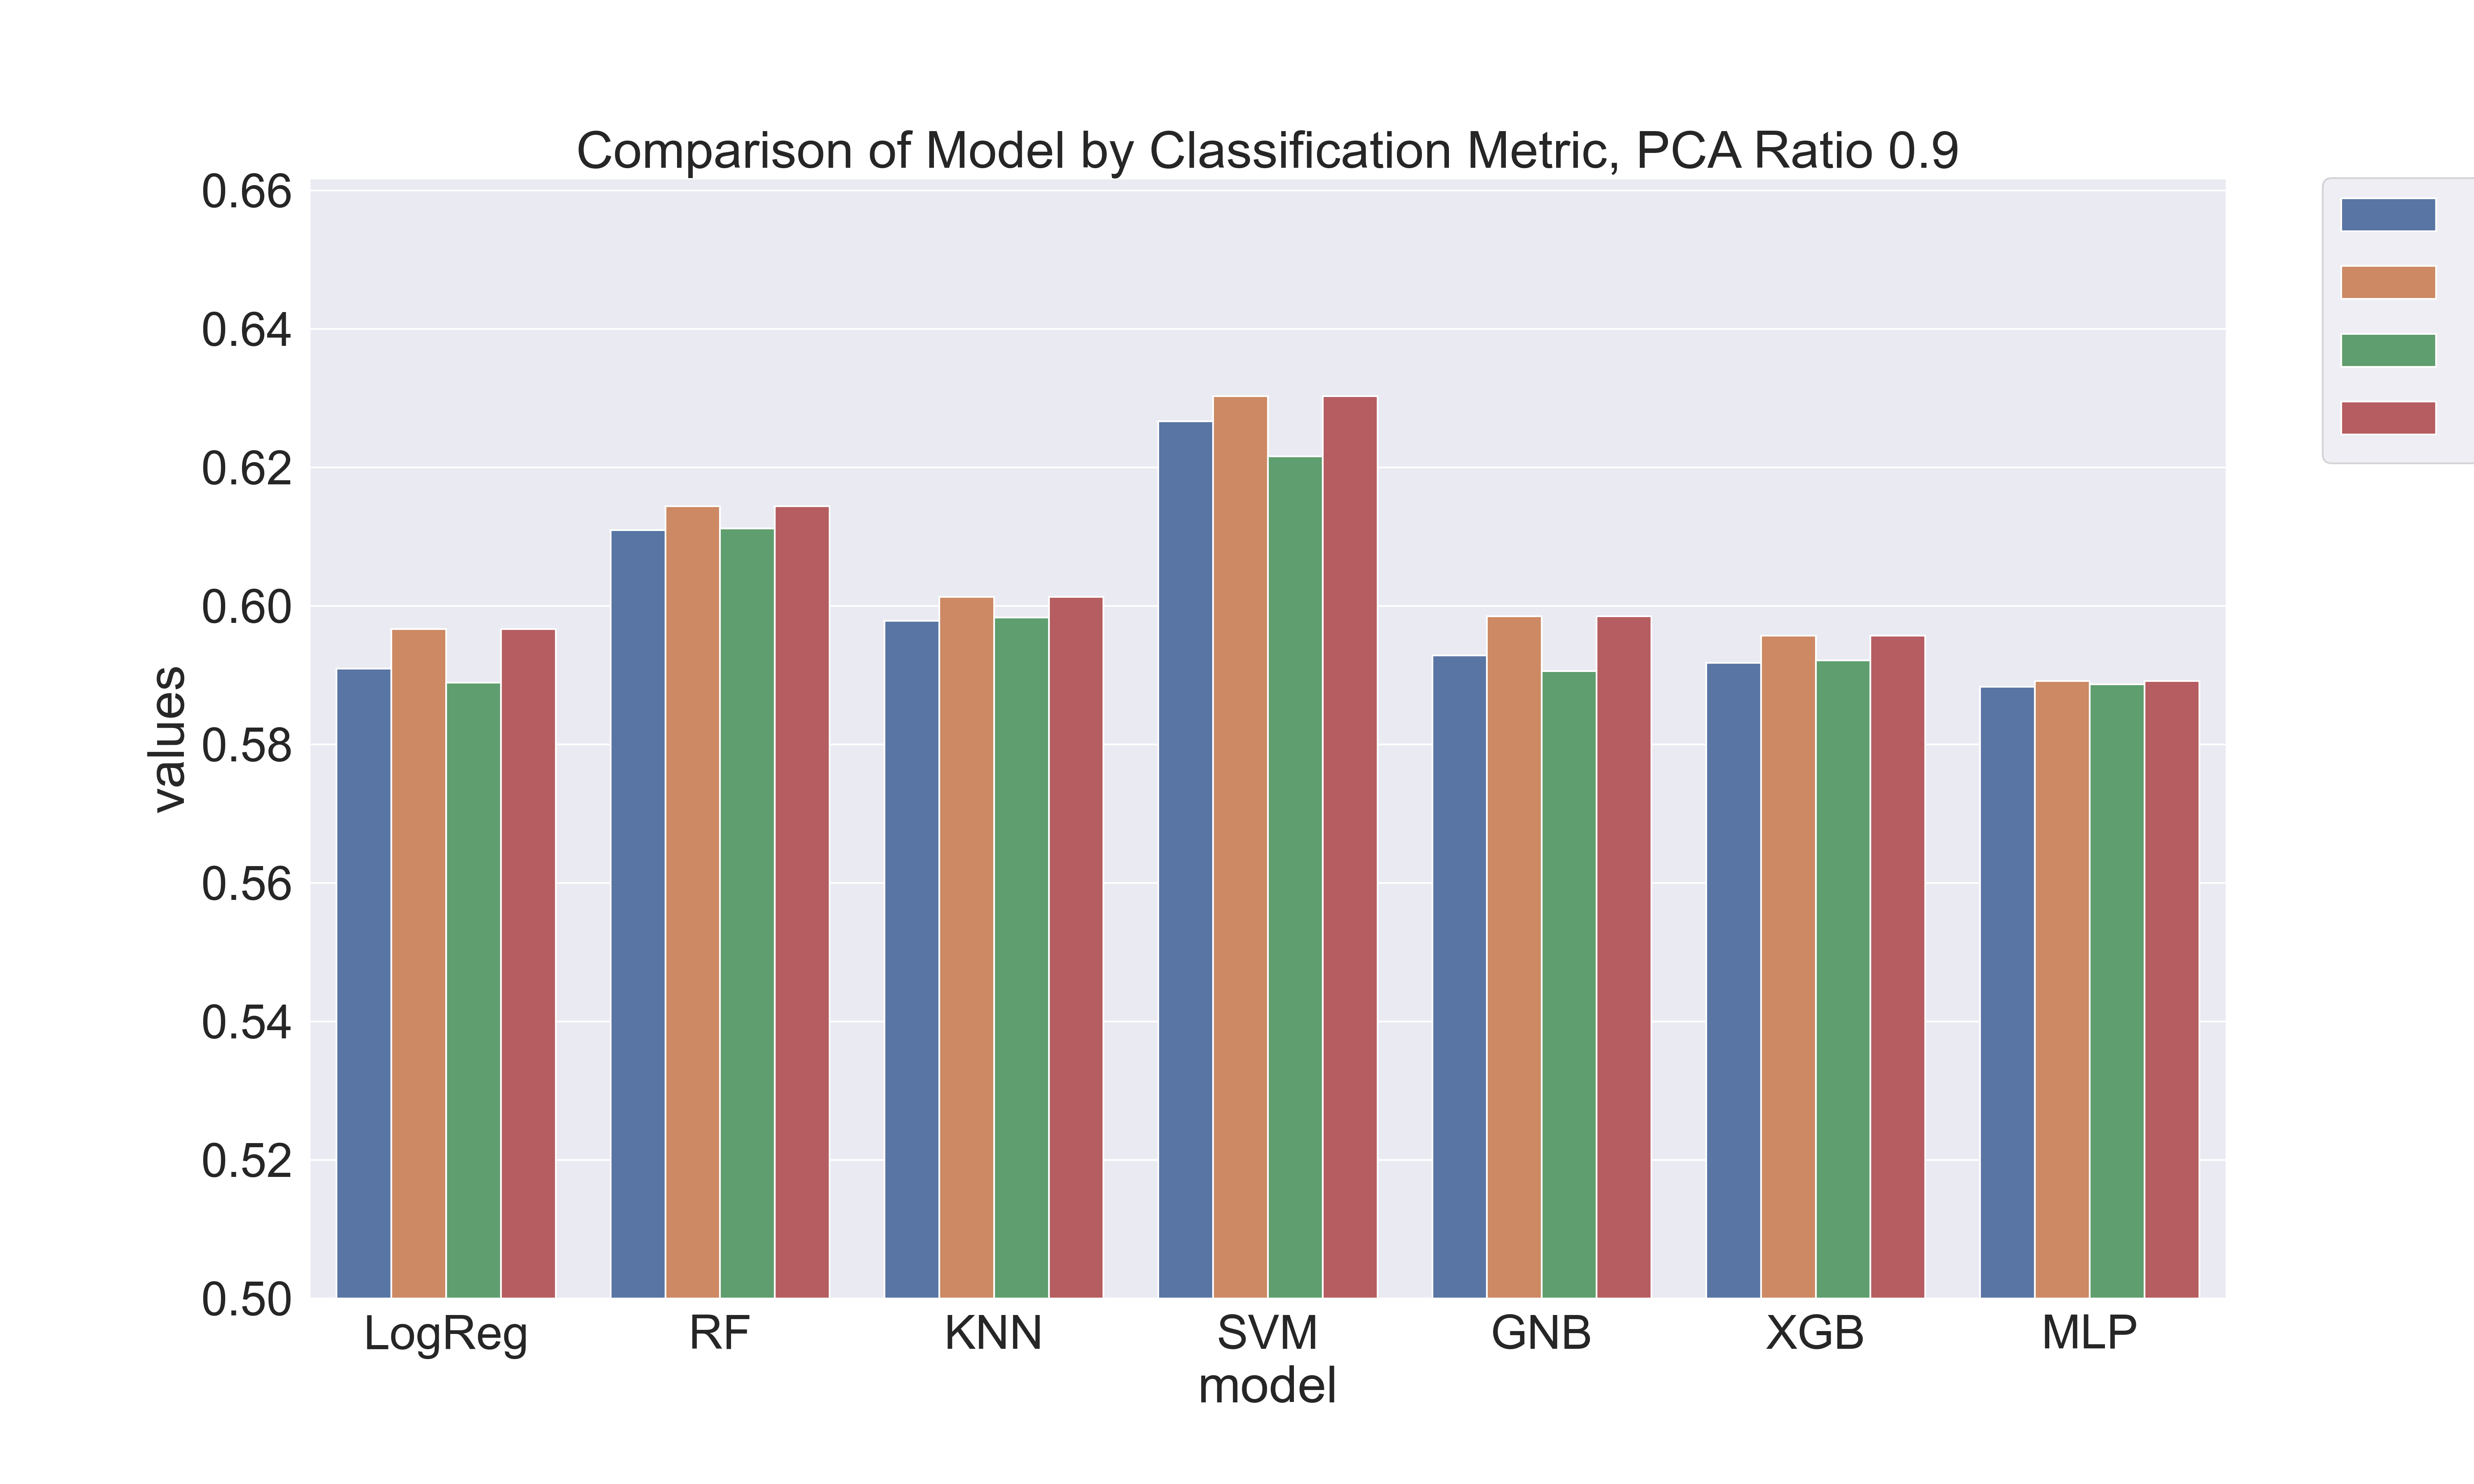 Comparison of Model by Classification Metric, PCA Ratio 0.9
0.66
0.64
0.62
0.60
0.58
0.56
0.54
0.52
0.50
values
LogReg RF KNN SVM GNB XGB MLP
model